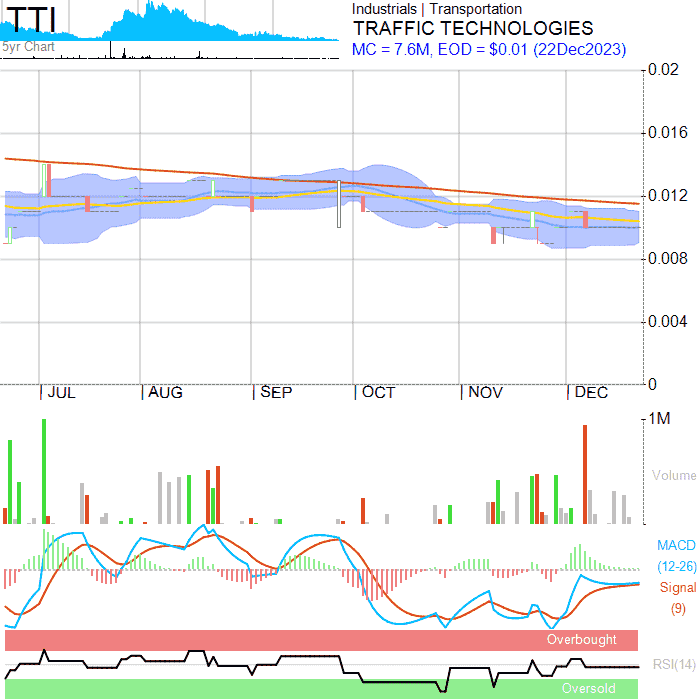 TTI
5yr Chart
Industrials | Transportation
TRAFFIC TECHNOLOGIES
MC = 7.6M, EOD = $0.01 (22Dec2023)
0.02
0.016
0.012
0.008
0.004
0
JUL AUG SEP OCT NOV DEC
1M
Volume
MACD
(12-26)
Signal
(9)
Overbought
RSI(14)
Oversold